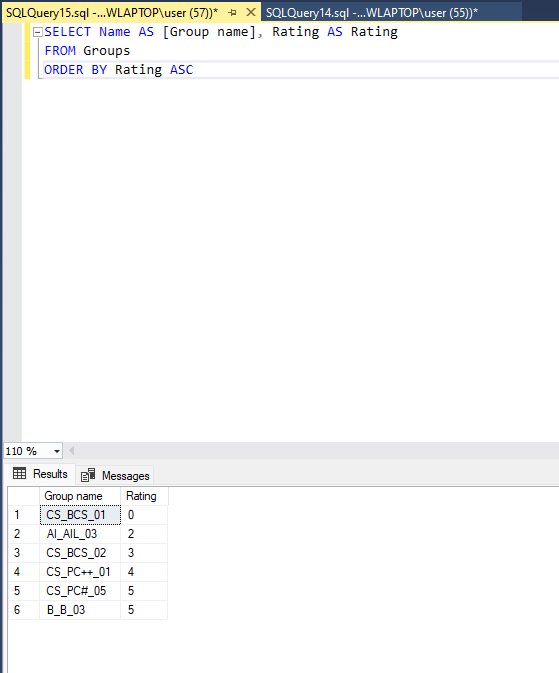 SQLQuery15.sql -...WLAPTOP\user (57))* SQLQuery14.sql -...WLAPTOP\user (55))*
SELECT Name AS [Group name], Rating AS Rating
FROM Groups
ORDER BY Rating ASC
110 %
Results Messages
Group name Rating
1 CS_BCS_01 0
2 AI_AIL_03 2
3 CS_BCS_02 3
4 CS_PC++_01 4
5 CS_PC#_05 5
6 B_B_03 5